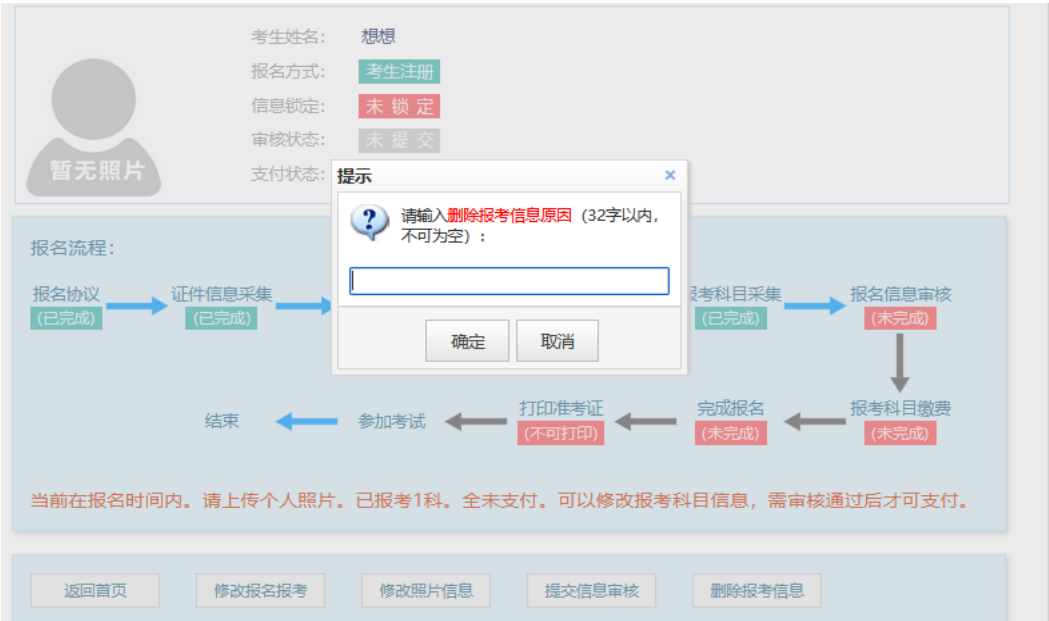 考生姓名： 想想
报名方式： 考生注册
信息锁定： 未 锁 定
审核状态： 未 提 交
支付状态：
暂无照片
提示
请输入删除报考信息原因（32字以内，
不可为空）：
确定 取消
报名流程：
报名协议 证件信息采集 报考科目采集 报名信息审核
(已完成) (已完成) (已完成) (未完成)
结束 参加考试 打印准考证 完成报名 报考科目缴费
(不可打印) (未完成) (未完成)
当前在报名时间内。请上传个人照片。已报考1科。全未支付。可以修改报考科目信息，需审核通过后才可支付。
返回首页 修改报名报考 修改照片信息 提交信息审核 删除报考信息